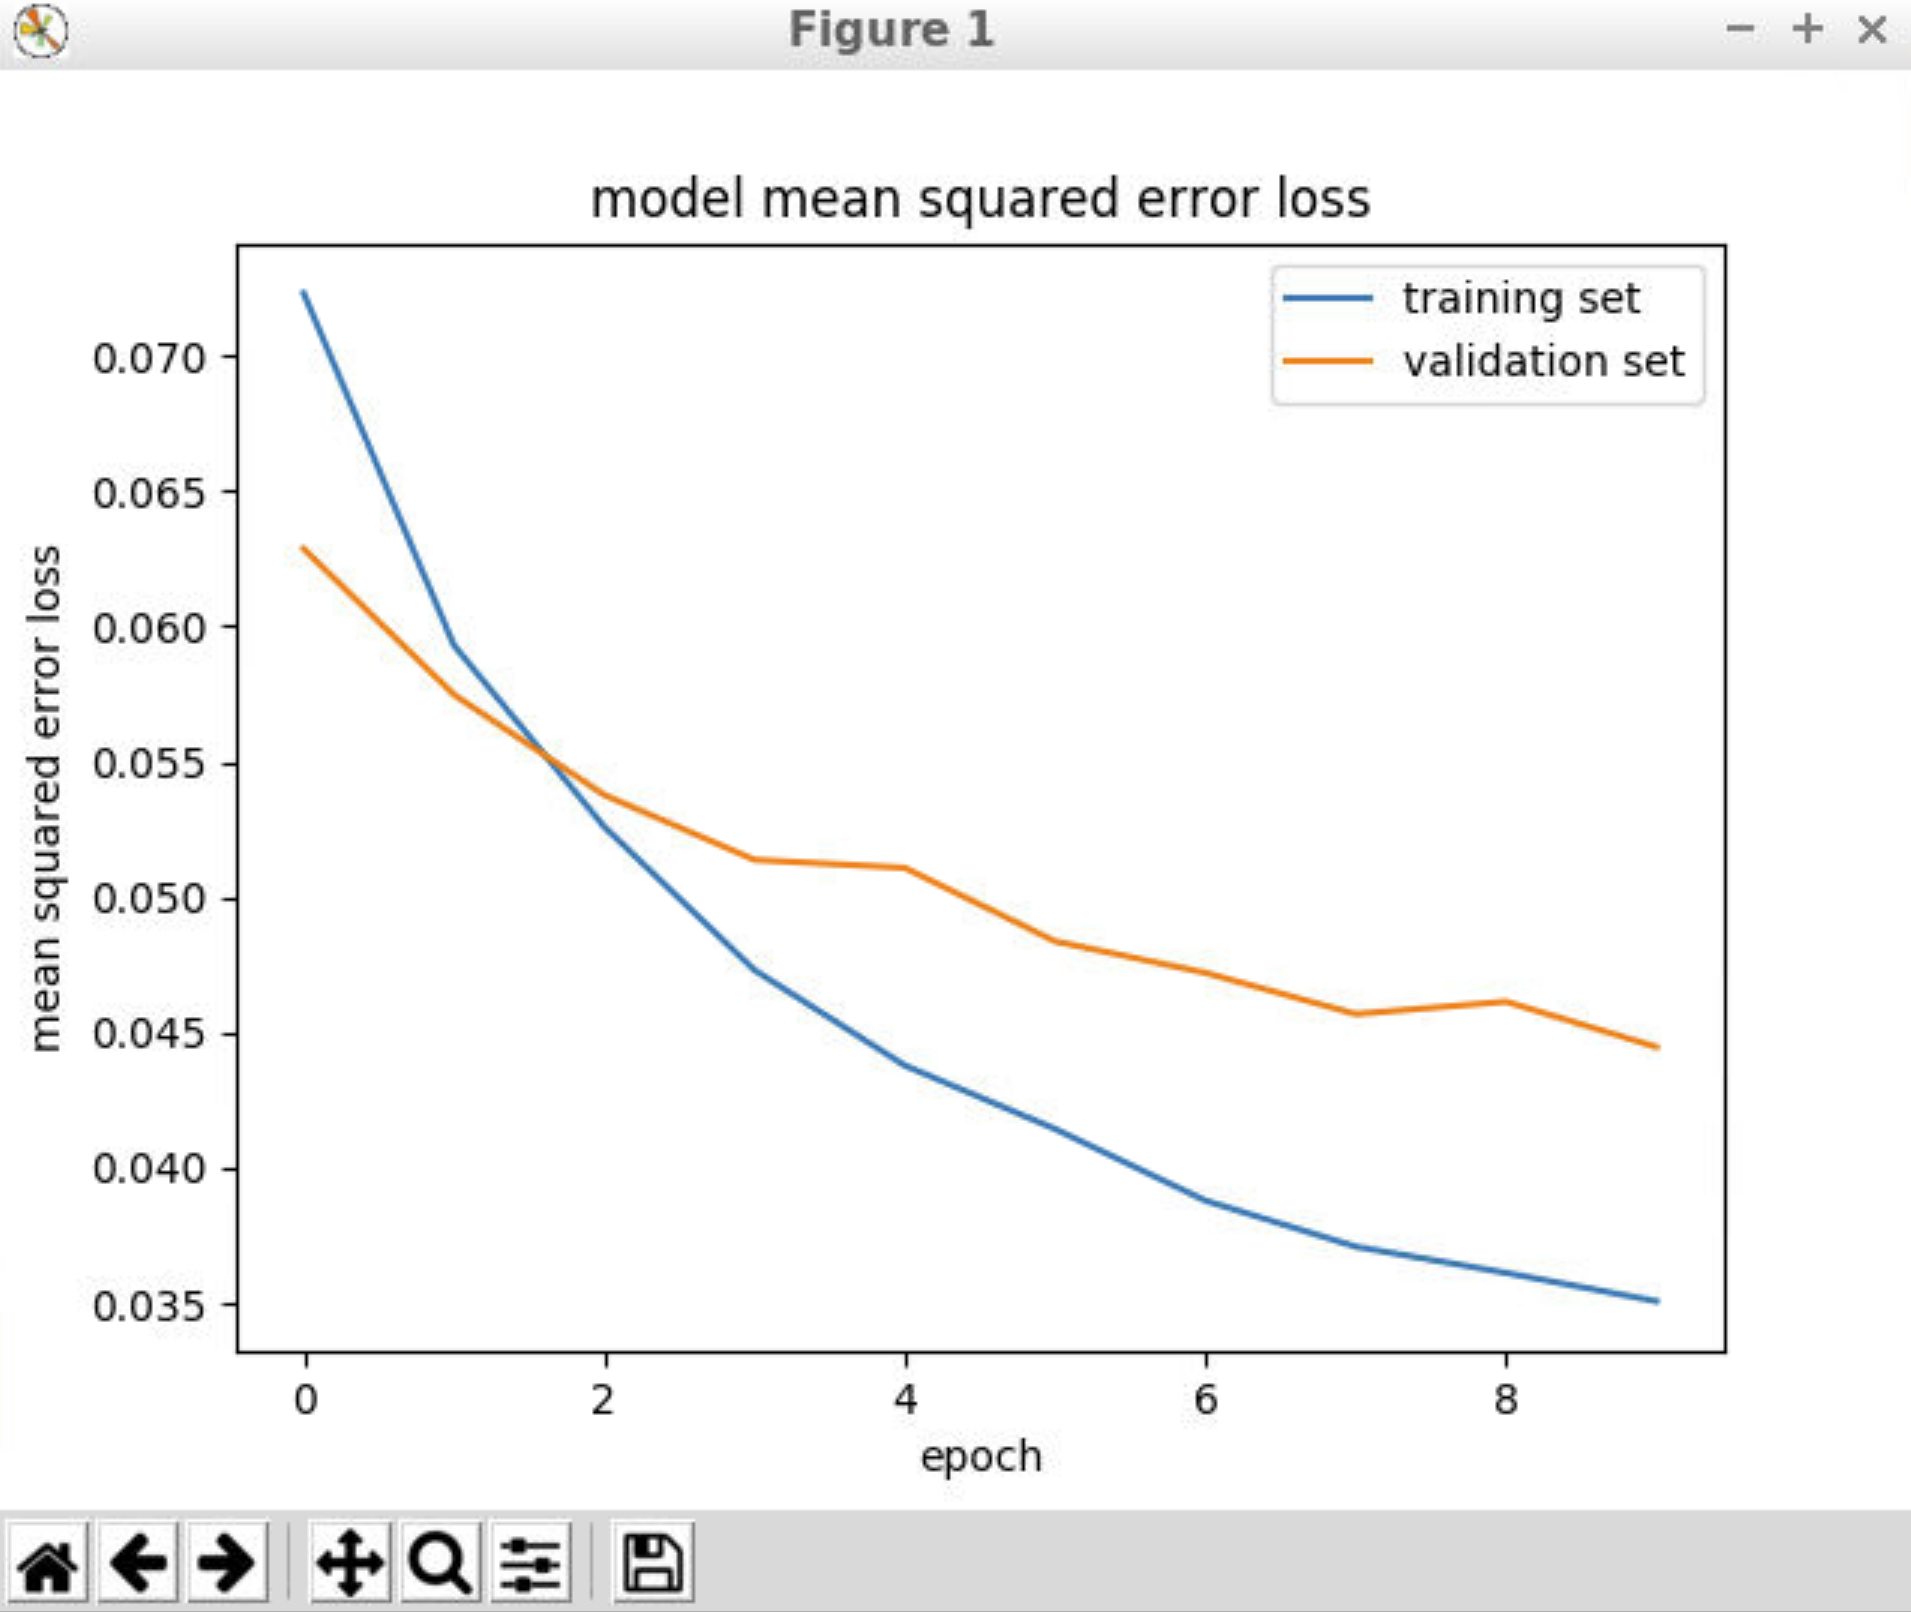 Figure 1
model mean squared error loss
training set
validation set
0.070
0.065
0.060
0.055
0.050
0.045
0.040
0.035
mean squared error loss
0 2 4 6 8
epoch